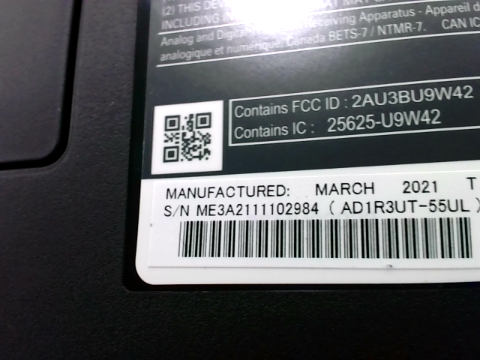 (2) THIS DEV
INCLUDING IN
Receiving Apparatus - Appareil de
Analog and Digital
analogique et numérique, Canada BETS-7 / NTMR-7. CAN IC
Contains FCC ID : 2AU3BU9W42
Contains IC : 25625-U9W42
MANUFACTURED: MARCH 2021 T
S/N ME3A2111102984 ( AD1R3UT-55UL )